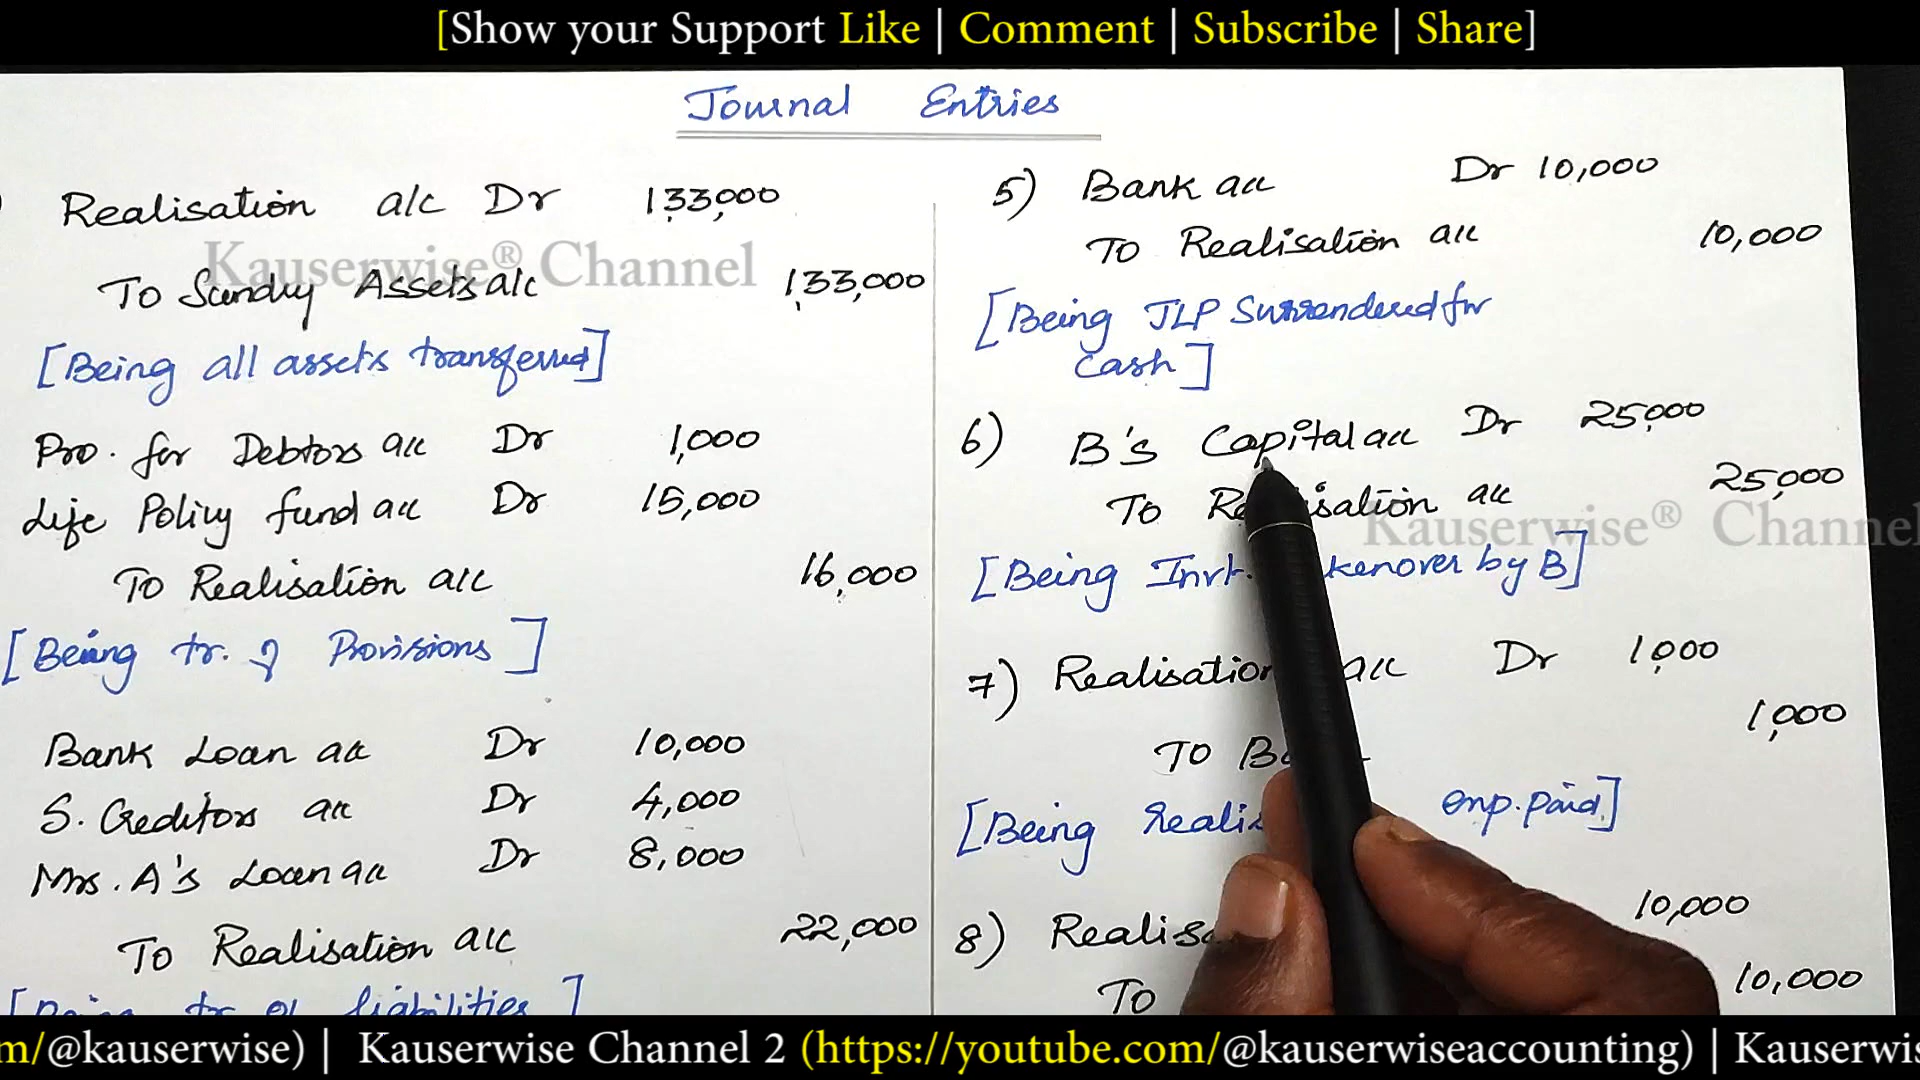 [Show your Support Like | Comment | Subscribe | Share]
Journal Entries
Realisation a/c Dr 133,000
Kauserwise® Channel
To Sundry Assets a/c 133,000
[Being all assets transferred]
Pro. for Debtors a/c Dr 1,000
Life Policy fund a/c Dr 15,000
To Realisation a/c 16,000
[Being tr. of Provisions]
Bank Loan a/c Dr 10,000
S. Creditors a/c Dr 4,000
Mrs. A's Loan a/c Dr 8,000
To Realisation a/c 22,000
[Being tr of liabilities]
5) Bank a/c Dr 10,000
To Realisation a/c 10,000
[Being JLP Surrendered for
Cash]
6) B's Capital a/c Dr 25,000
To Realisation a/c 25,000
Kauserwise® Channel
[Being Invt. takenover by B]
7) Realisation a/c Dr 1,000
To 1,000
[Being exp. paid]
8) 10,000
To 10,000
m/@kauserwise) | Kauserwise Channel 2 (https://youtube.com/@kauserwiseaccounting) | Kauserwis